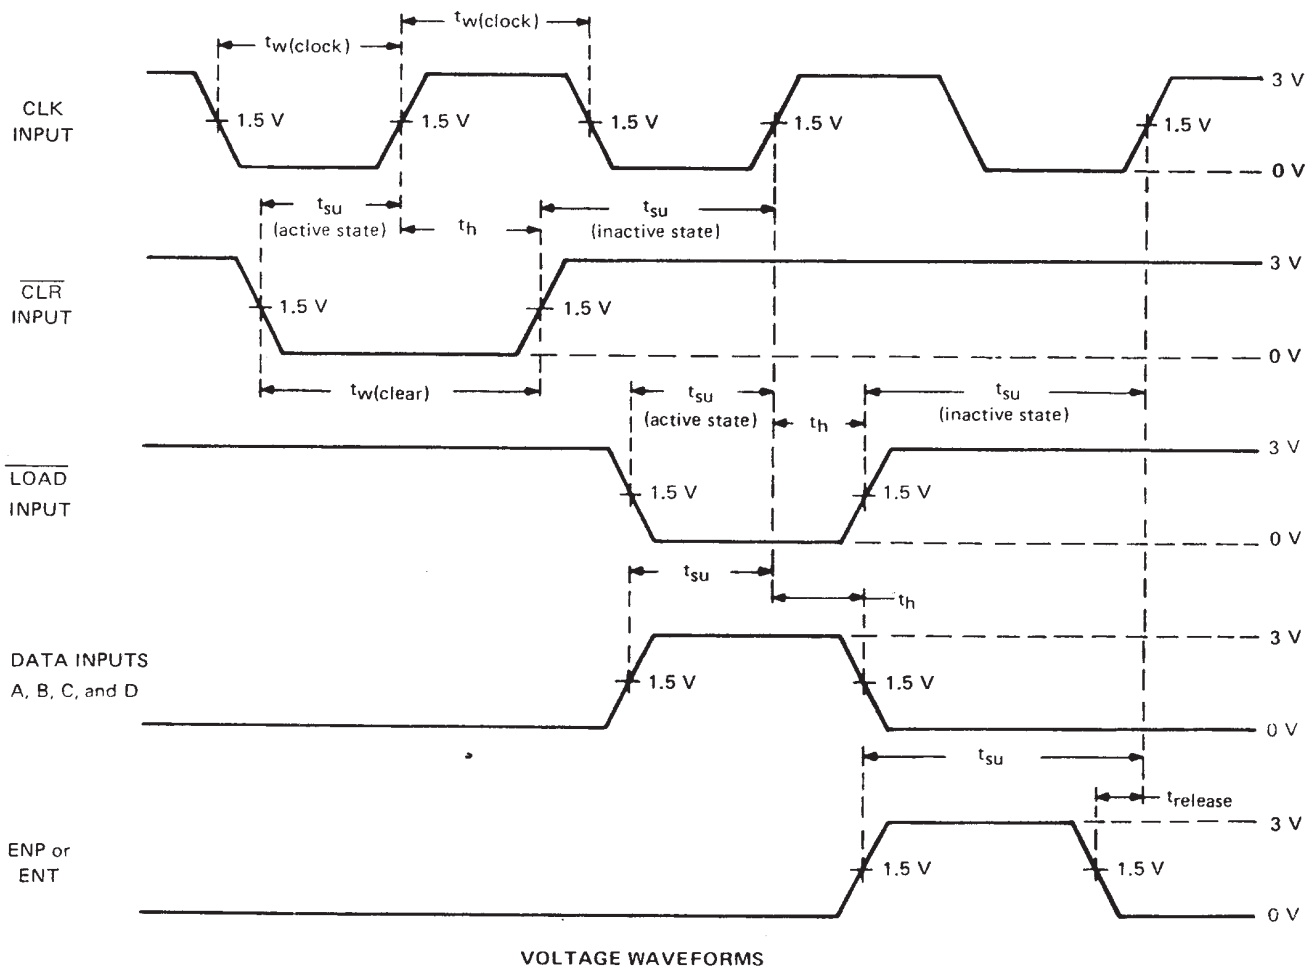 tw(clock)
tw(clock)
CLK
INPUT
1.5 V
1.5 V
1.5 V
1.5 V
1.5 V
3 V
0 V
tsu
(active state)
th
tsu
(inactive state)
CLR
INPUT
1.5 V
1.5 V
3 V
0 V
tw(clear)
tsu
(active state)
th
tsu
(inactive state)
LOAD
INPUT
1.5 V
1.5 V
3 V
0 V
tsu
th
DATA INPUTS
A, B, C, and D
1.5 V
1.5 V
3 V
0 V
tsu
trelease
ENP or
ENT
1.5 V
1.5 V
3 V
0 V
VOLTAGE WAVEFORMS